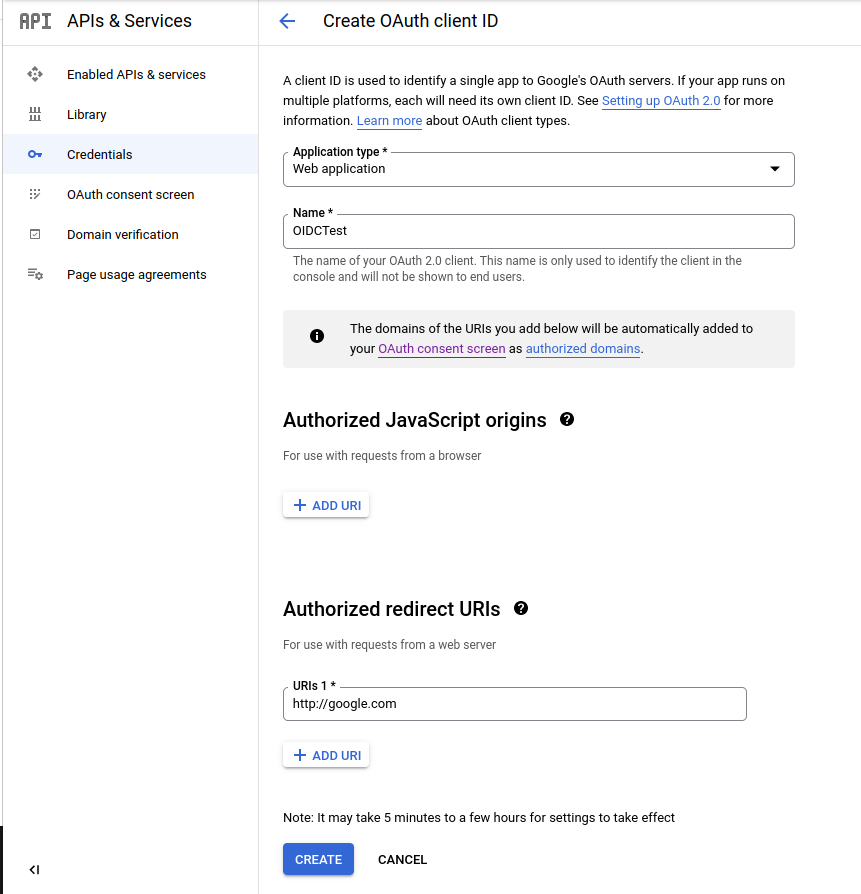 API APIs & Services
Enabled APIs & services
Library
Credentials
OAuth consent screen
Domain verification
Page usage agreements
Create OAuth client ID
A client ID is used to identify a single app to Google's OAuth servers. If your app runs on
multiple platforms, each will need its own client ID. See Setting up OAuth 2.0 for more
information. Learn more about OAuth client types.
Application type *
Web application
Name *
OIDCTest
The name of your OAuth 2.0 client. This name is only used to identify the client in the
console and will not be shown to end users.
The domains of the URIs you add below will be automatically added to
your OAuth consent screen as authorized domains.
Authorized JavaScript origins
For use with requests from a browser
ADD URI
Authorized redirect URIs
For use with requests from a web server
URIs 1 *
http://google.com
ADD URI
Note: It may take 5 minutes to a few hours for settings to take effect
CREATE CANCEL